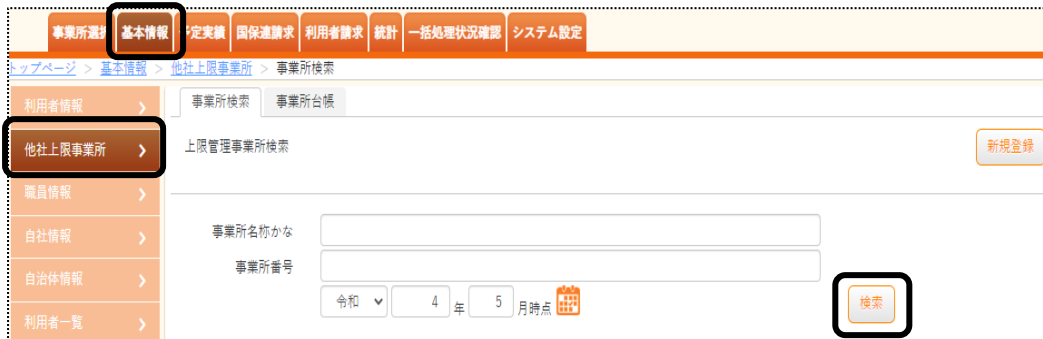 事業所選択 基本情報 予定実績 国保連請求 利用者請求 統計 一括処理状況確認 システム設定
トップページ > 基本情報 > 他社上限事業所 > 事業所検索
利用者情報
他社上限事業所
職員情報
自社情報
自治体情報
利用者一覧
事業所検索 事業所台帳
上限管理事業所検索 新規登録
事業所名称かな
事業所番号
令和 4 年 5 月時点 検索